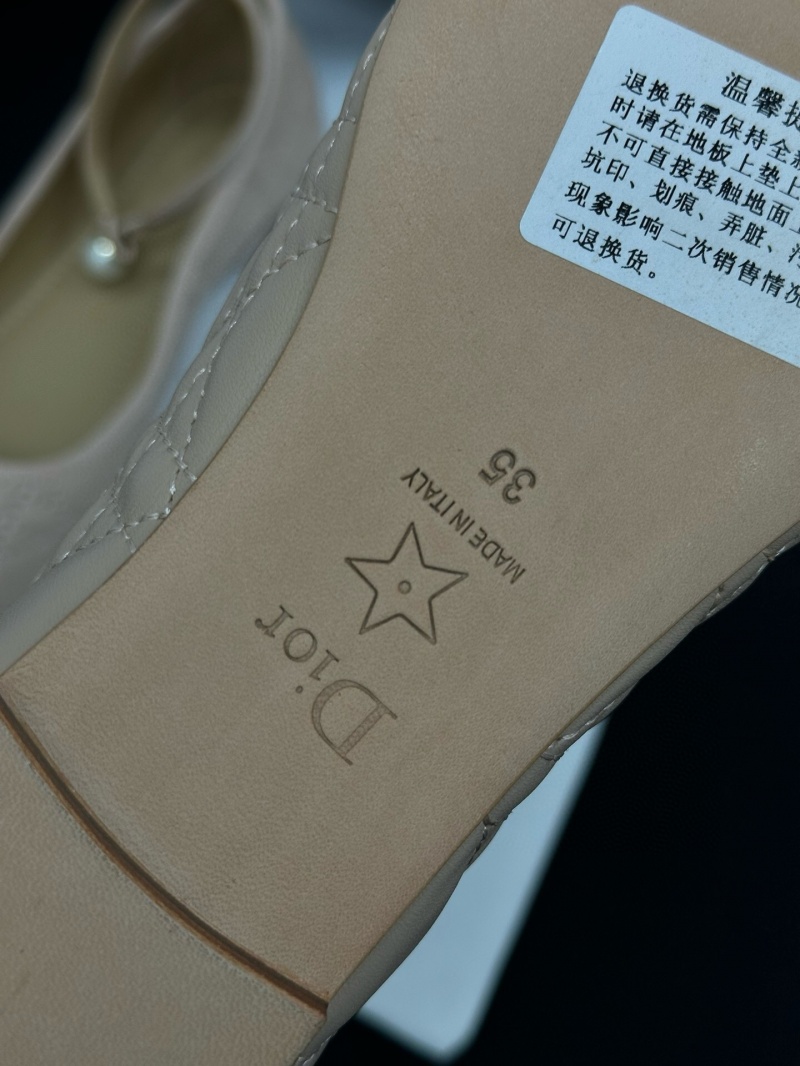 温馨
退换货需保持全
时请在地板上垫上
不可直接接触地面
坑印、划痕、弄脏、
现象影响二次销售情况
可退换货。
35
MADE IN ITALY
Dior